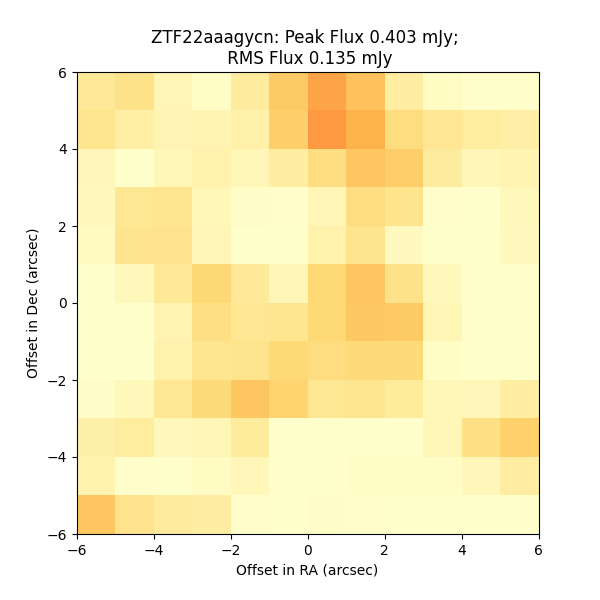 ZTF22aaagycn: Peak Flux 0.403 mJy;
RMS Flux 0.135 mJy
6
4
2
0
−2
−4
−6
Offset in Dec (arcsec)
−6 −4 −2 0 2 4 6
Offset in RA (arcsec)